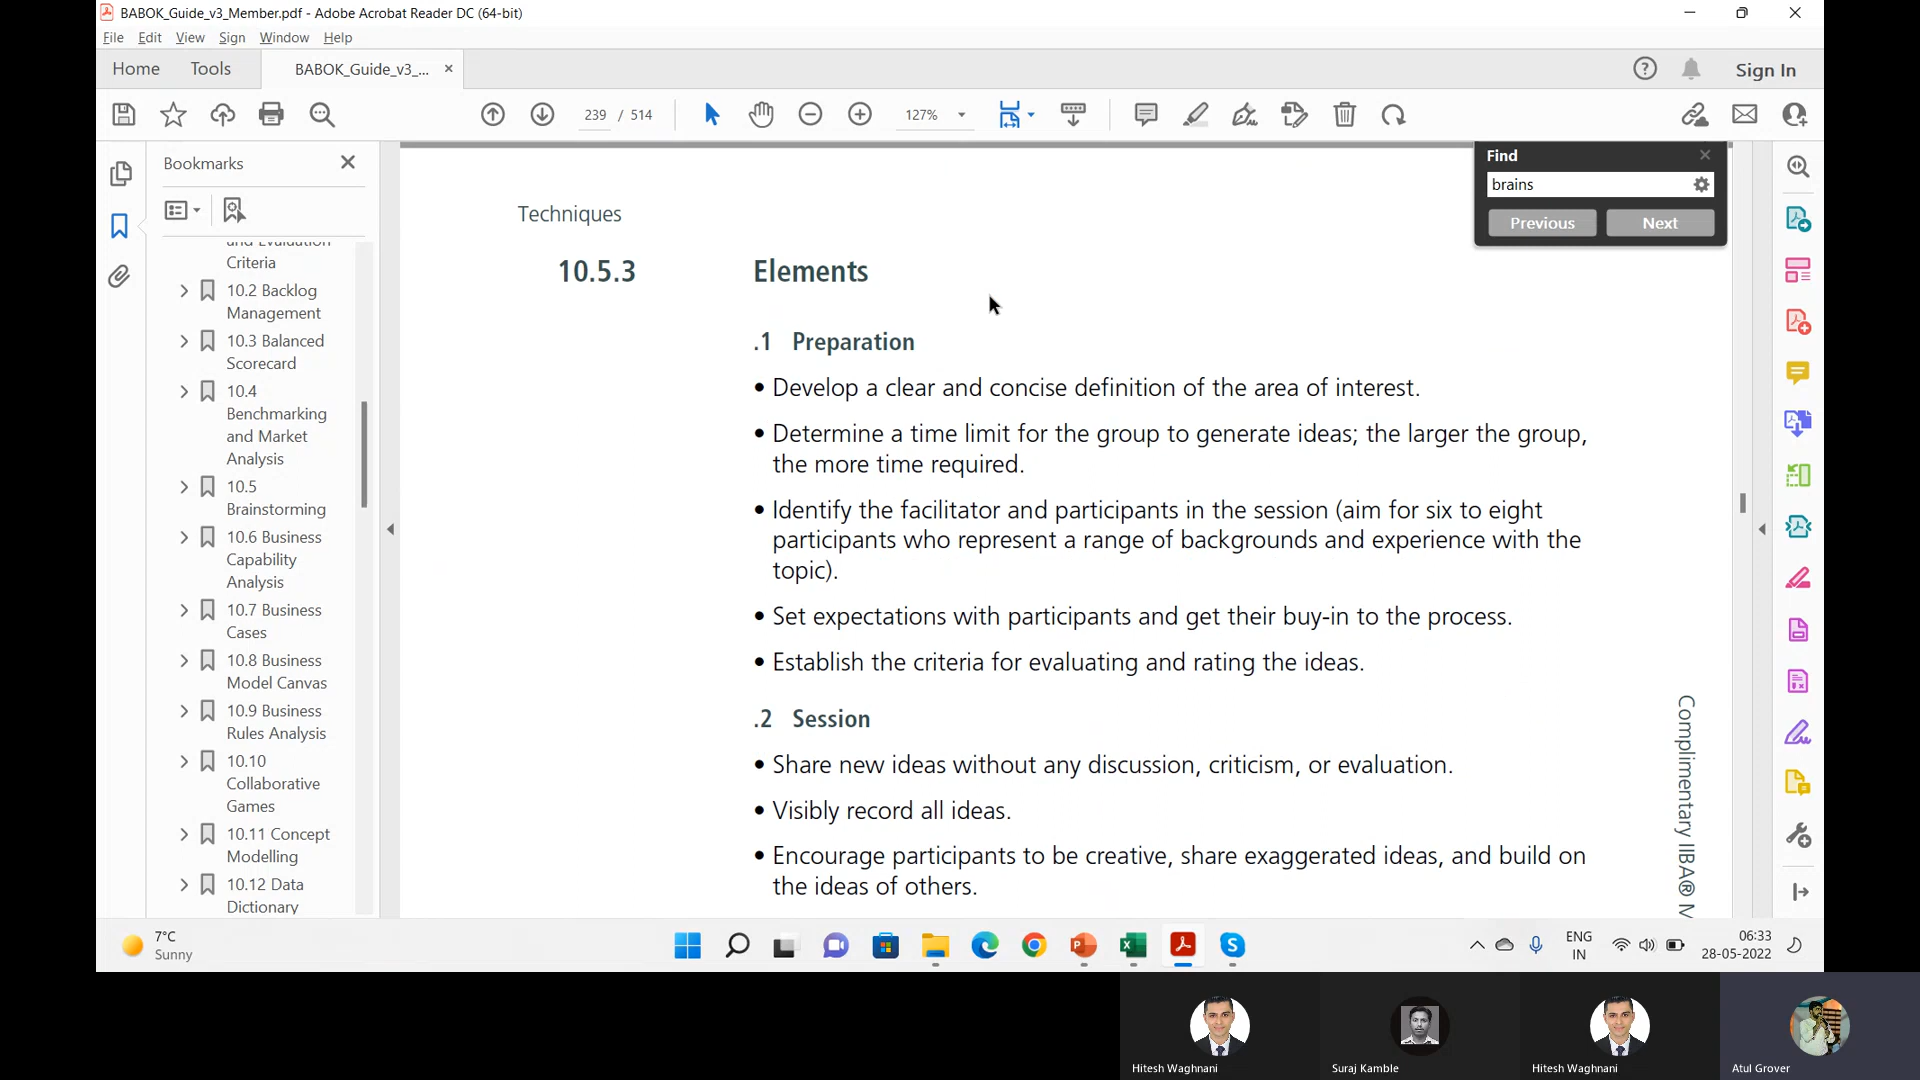 BABOK_Guide_v3_Member.pdf - Adobe Acrobat Reader DC (64-bit)
File Edit View Sign Window Help
Home Tools BABOK_Guide_v3_... × Sign In
239 / 514 127%
Bookmarks
and Evaluation
Criteria
10.2 Backlog
Management
10.3 Balanced
Scorecard
10.4
Benchmarking
and Market
Analysis
10.5
Brainstorming
10.6 Business
Capability
Analysis
10.7 Business
Cases
10.8 Business
Model Canvas
10.9 Business
Rules Analysis
10.10
Collaborative
Games
10.11 Concept
Modelling
10.12 Data
Dictionary
Find
brains
Previous Next
Techniques
10.5.3 Elements
.1 Preparation
• Develop a clear and concise definition of the area of interest.
• Determine a time limit for the group to generate ideas; the larger the group,
the more time required.
• Identify the facilitator and participants in the session (aim for six to eight
participants who represent a range of backgrounds and experience with the
topic).
• Set expectations with participants and get their buy-in to the process.
• Establish the criteria for evaluating and rating the ideas.
.2 Session
• Share new ideas without any discussion, criticism, or evaluation.
• Visibly record all ideas.
• Encourage participants to be creative, share exaggerated ideas, and build on
the ideas of others.
Complimentary IIBA® M
7°C
Sunny
ENG
IN
06:33
28-05-2022
Hitesh Waghnani
Suraj Kamble
Hitesh Waghnani
Atul Grover